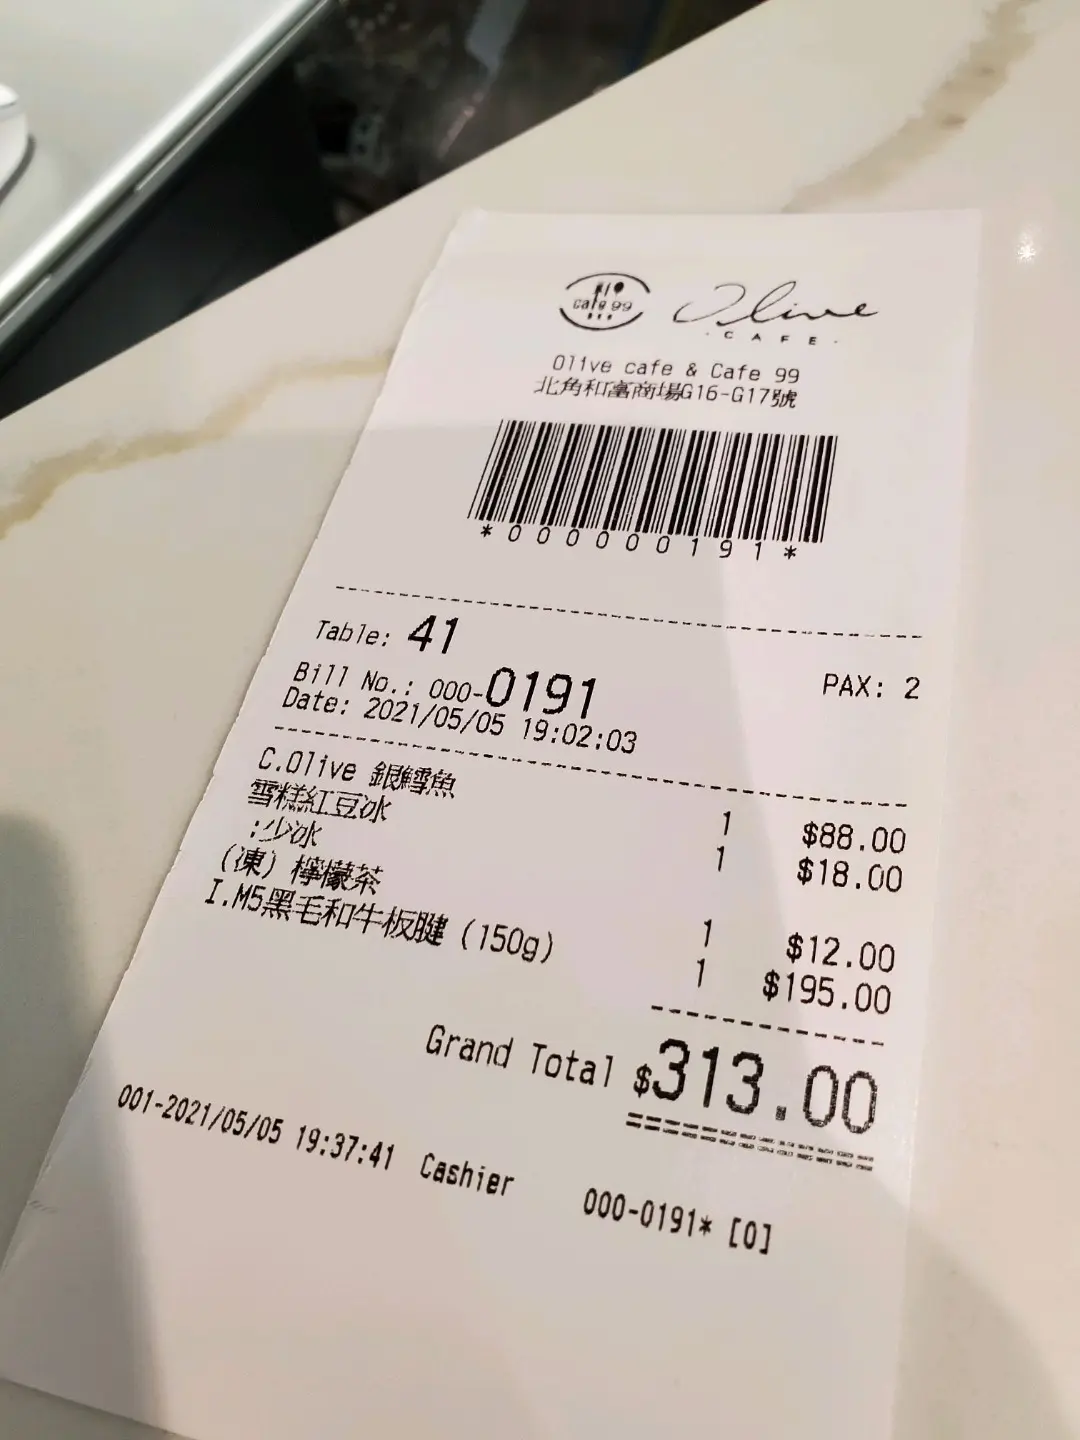 cafe 99
Olive
· C A F E ·
Olive cafe & Cafe 99
北角和富商場G16-G17號
*000000191*
Table: 41
PAX: 2
Bill No.: 000-0191
Date: 2021/05/05 19:02:03
C.Olive 銀鱈魚 1 $88.00
雪糕紅豆冰 1 $18.00
:少冰
(凍) 檸檬茶 1 $12.00
I.M5黑毛和牛板腱 (150g) 1 $195.00
Grand Total $313.00
001-2021/05/05 19:37:41 Cashier 000-0191* [0]